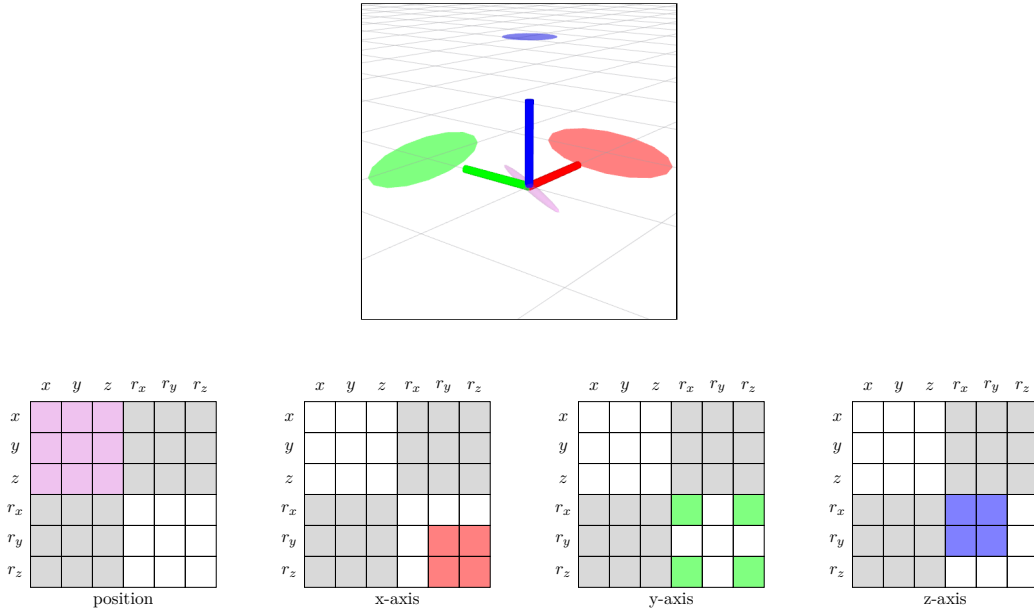 x y z r_x r_y r_z
x y z r_x r_y r_z
x y z r_x r_y r_z
x y z r_x r_y r_z
x
y
z
r_x
r_y
r_z
position
x
y
z
r_x
r_y
r_z
x-axis
x
y
z
r_x
r_y
r_z
y-axis
x
y
z
r_x
r_y
r_z
z-axis